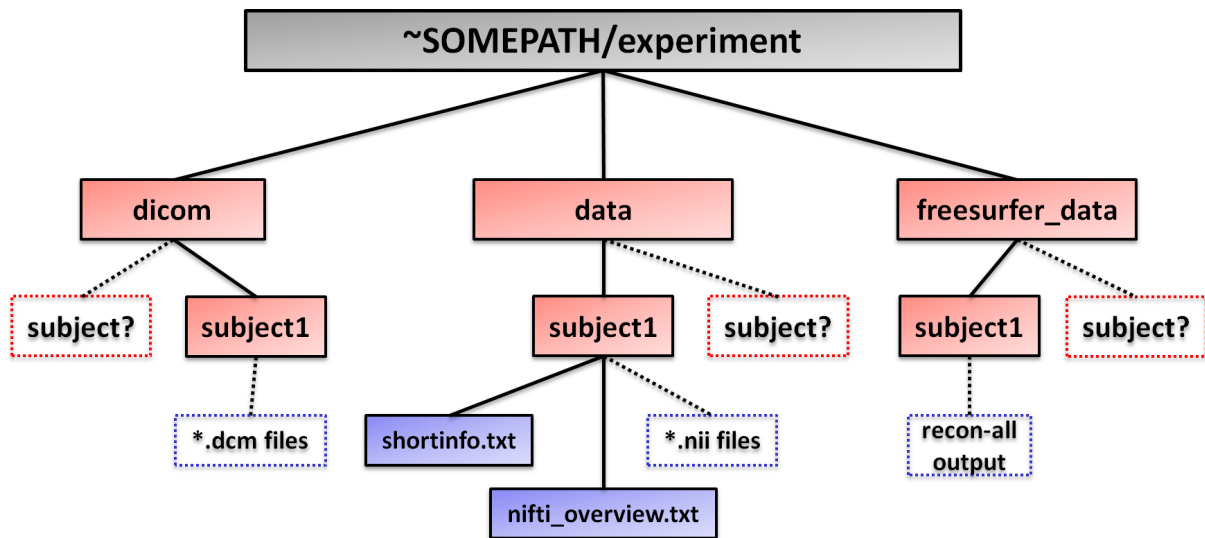 ~SOMEPATH/experiment
dicom
data
freesurfer_data
subject?
subject1
subject1
subject?
subject1
subject?
*.dcm files
shortinfo.txt
*.nii files
recon-all
output
nifti_overview.txt